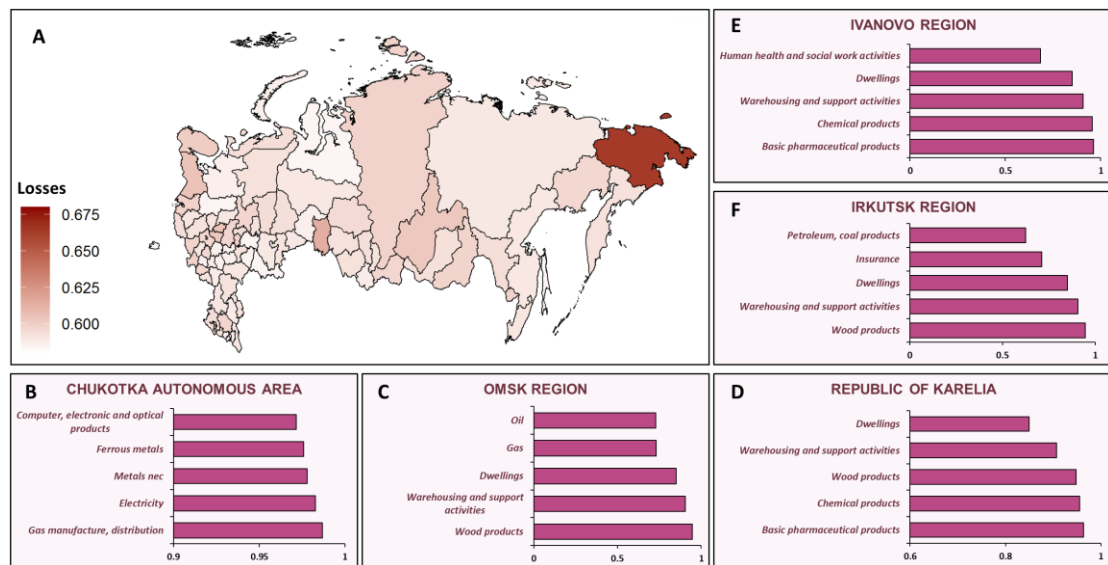 A
Losses
0.675
0.650
0.625
0.600
B
CHUKOTKA AUTONOMOUS AREA
Computer, electronic and optical
products
Ferrous metals
Metals nec
Electricity
Gas manufacture, distribution
0.9
0.95
1
C
OMSK REGION
Oil
Gas
Dwellings
Warehousing and support
activities
Wood products
0
0.5
1
E
IVANOVO REGION
Human health and social work activities
Dwellings
Warehousing and support activities
Chemical products
Basic pharmaceutical products
0
0.5
1
F
IRKUTSK REGION
Petroleum, coal products
Insurance
Dwellings
Warehousing and support activities
Wood products
0
0.5
1
D
REPUBLIC OF KARELIA
Dwellings
Warehousing and support activities
Wood products
Chemical products
Basic pharmaceutical products
0.6
0.8
1